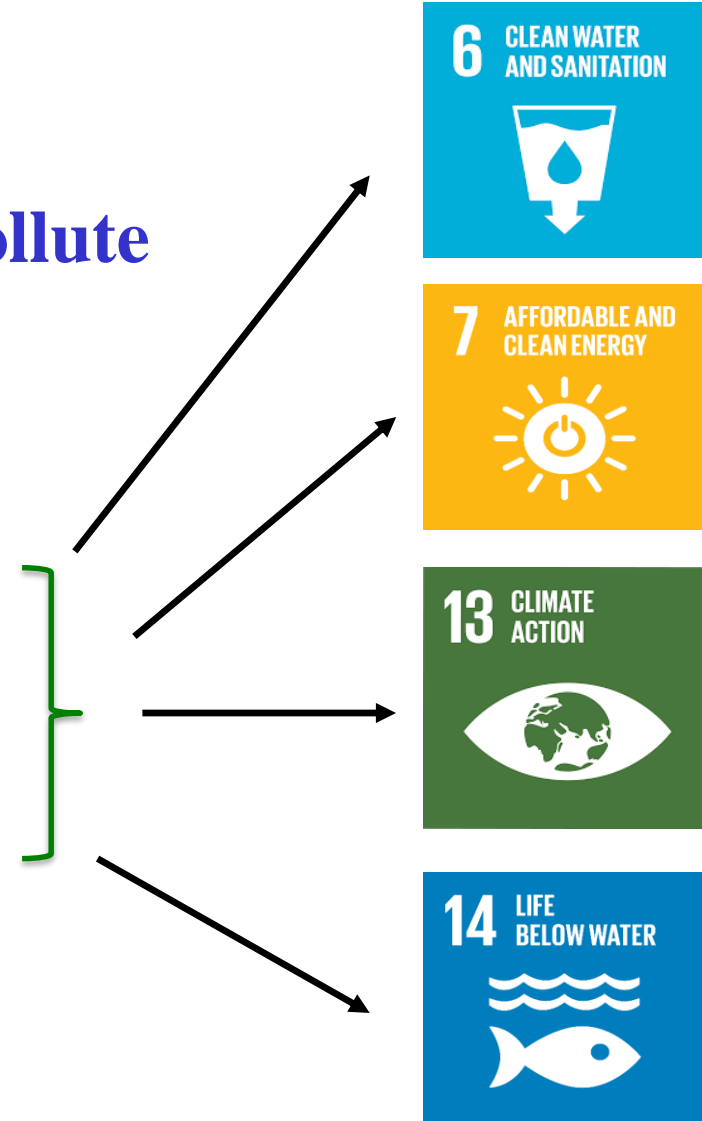 6 CLEAN WATER
AND SANITATION
ollute
7 AFFORDABLE AND
CLEAN ENERGY
13 CLIMATE
ACTION
14 LIFE
BELOW WATER